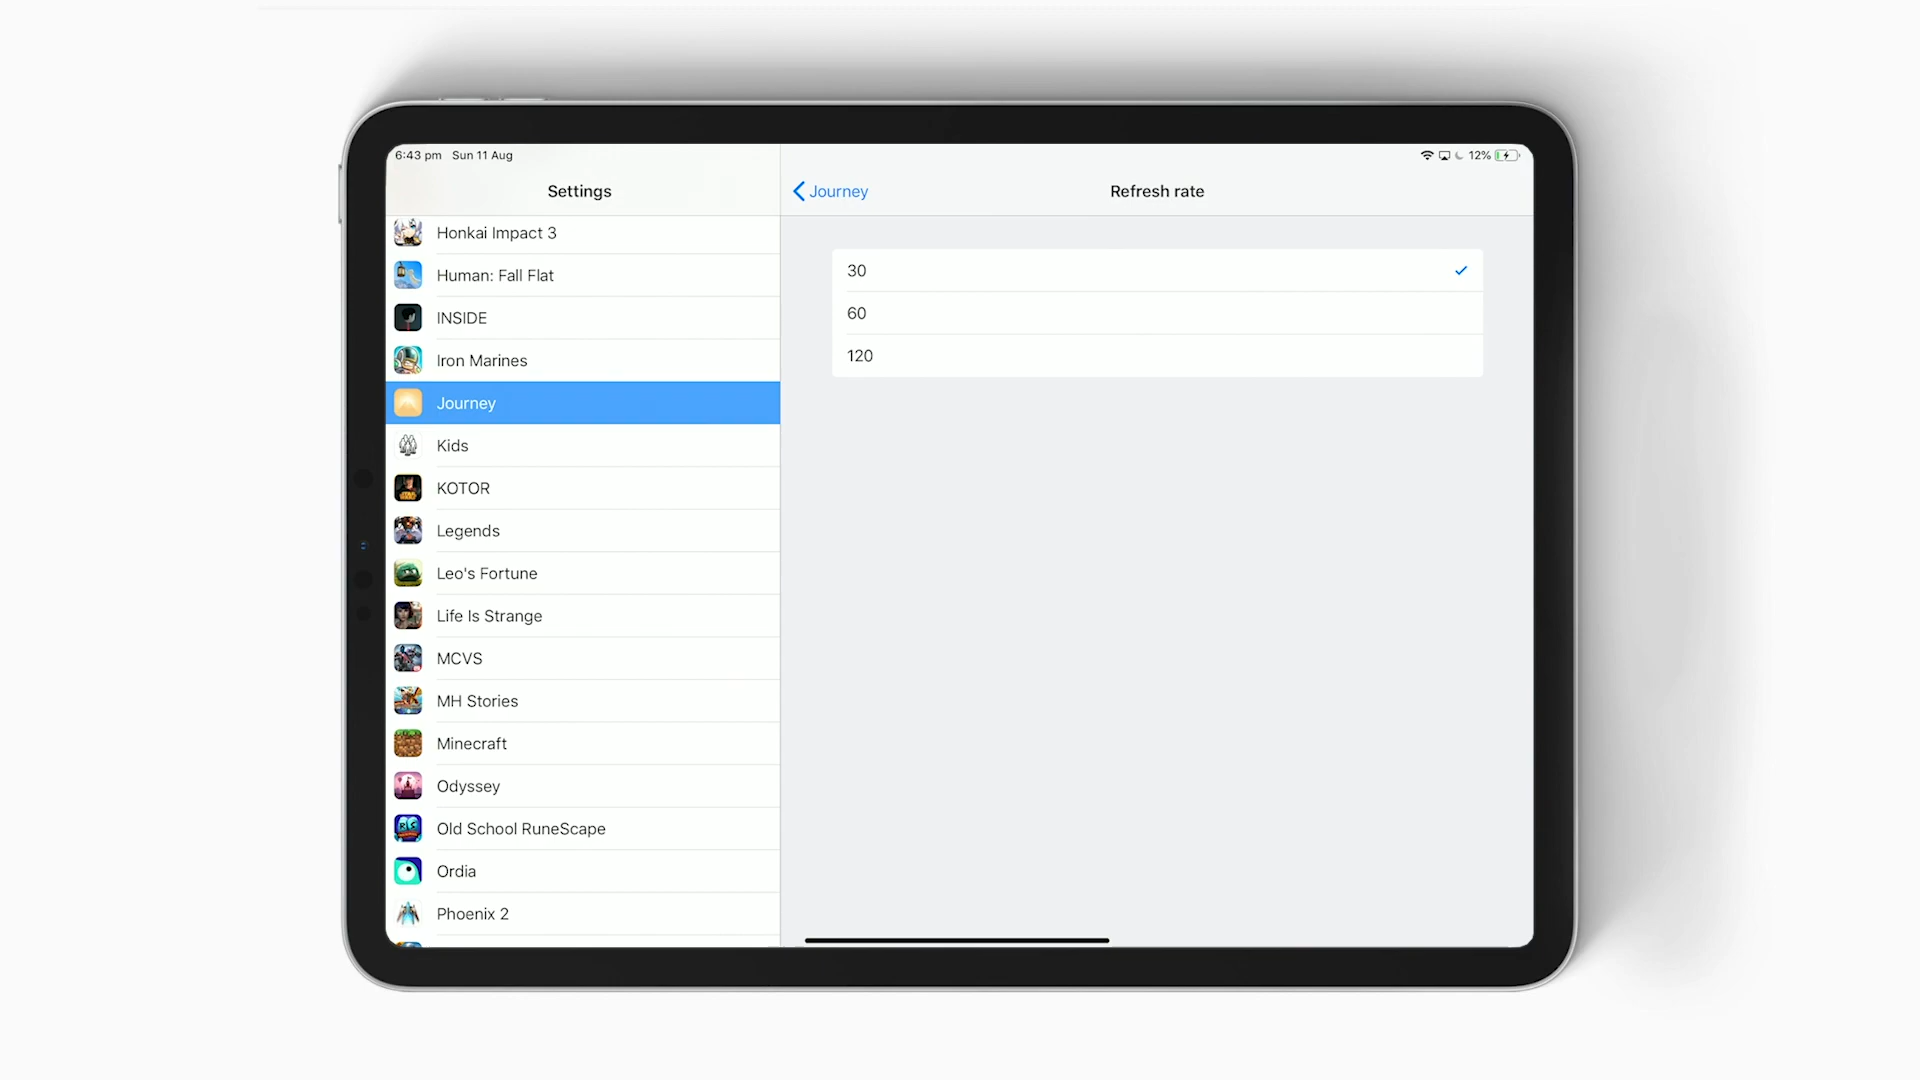 6:43 pm Sun 11 Aug
12%
Settings
Journey
Refresh rate
Honkai Impact 3
Human: Fall Flat
INSIDE
Iron Marines
Journey
Kids
KOTOR
Legends
Leo's Fortune
Life Is Strange
MCVS
MH Stories
Minecraft
Odyssey
Old School RuneScape
Ordia
Phoenix 2
30
60
120